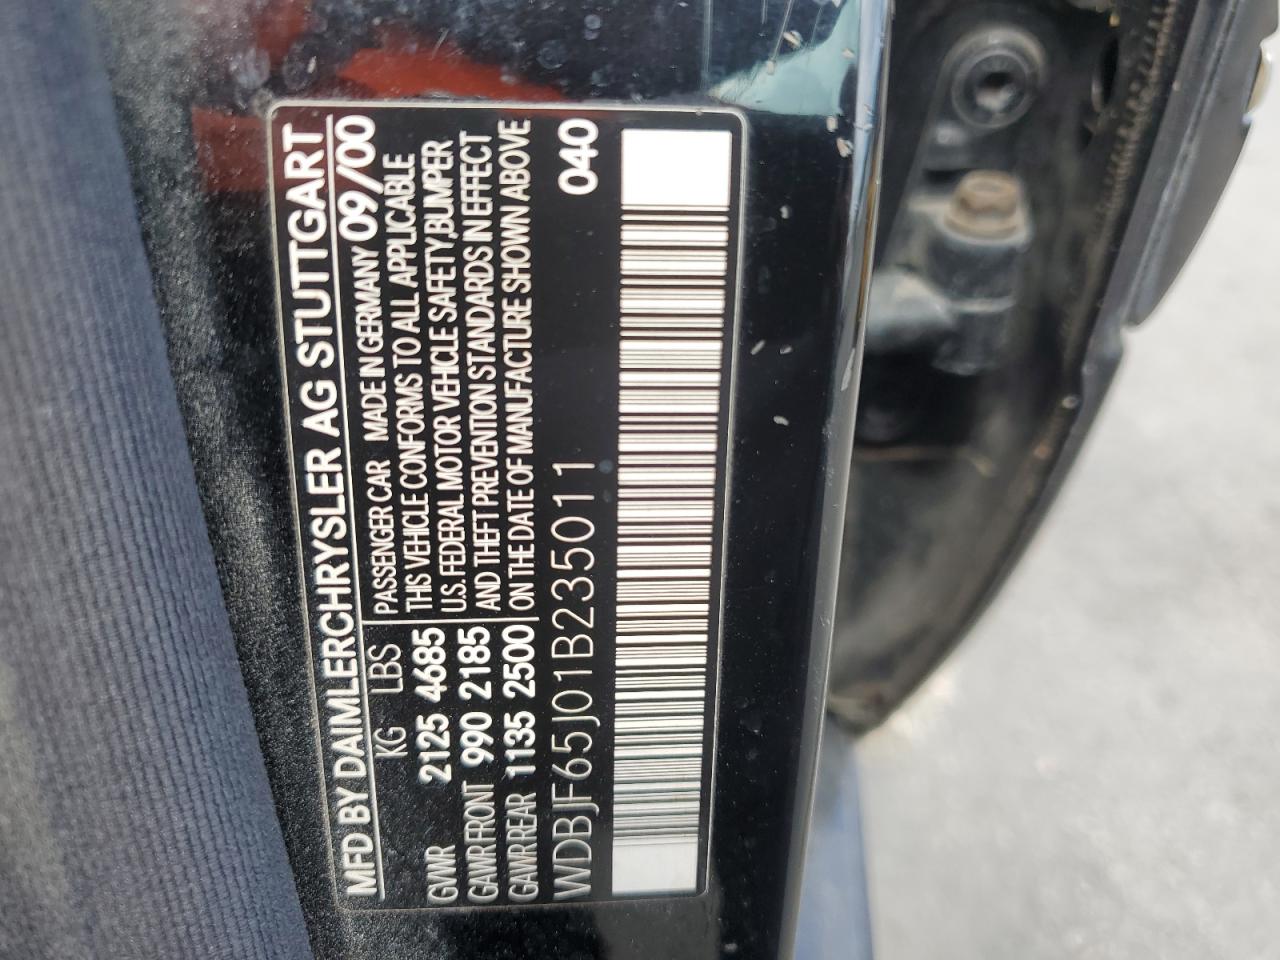 MFD BY DAIMLERCHRYSLER AG STUTTGART
KG LBS PASSENGER CAR MADE IN GERMANY 09/00
GVWR 2125 4685 THIS VEHICLE CONFORMS TO ALL APPLICABLE
U.S. FEDERAL MOTOR VEHICLE SAFETY,BUMPER
GAWR FRONT 990 2185 AND THEFT PREVENTION STANDARDS IN EFFECT
GAWR REAR 1135 2500 ON THE DATE OF MANUFACTURE SHOWN ABOVE
WDBJF65J01B235011 040